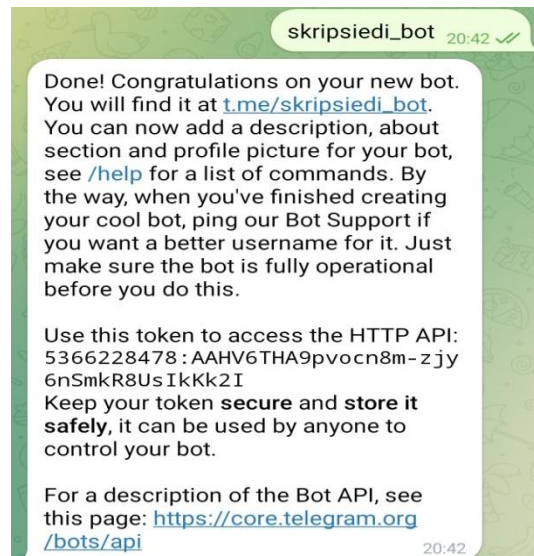 skripsiedi_bot 20:42
Done! Congratulations on your new bot.
You will find it at t.me/skripsiedi_bot.
You can now add a description, about
section and profile picture for your bot,
see /help for a list of commands. By
the way, when you've finished creating
your cool bot, ping our Bot Support if
you want a better username for it. Just
make sure the bot is fully operational
before you do this.
Use this token to access the HTTP API:
5366228478:AAHV6THA9pvocn8m-zjy
6nSmkR8UsIkKk2I
Keep your token secure and store it
safely, it can be used by anyone to
control your bot.
For a description of the Bot API, see
this page: https://core.telegram.org
/bots/api 20:42